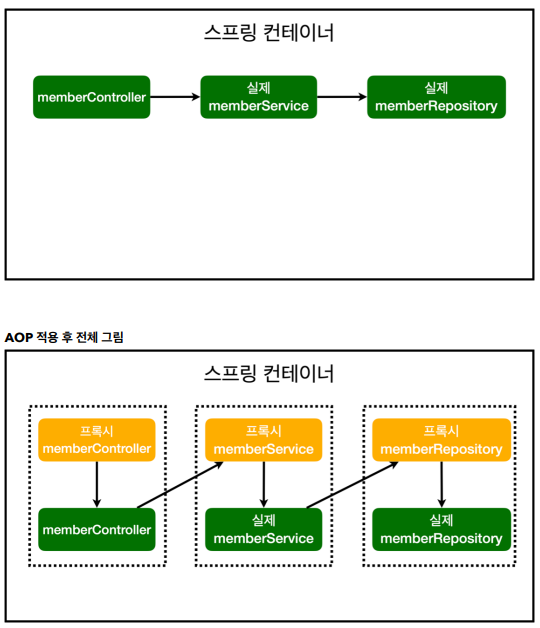 스프링 컨테이너
memberController
실제
memberService
실제
memberRepository
AOP 적용 후 전체 그림
스프링 컨테이너
프록시
memberController
프록시
memberService
프록시
memberRepository
memberController
실제
memberService
실제
memberRepository